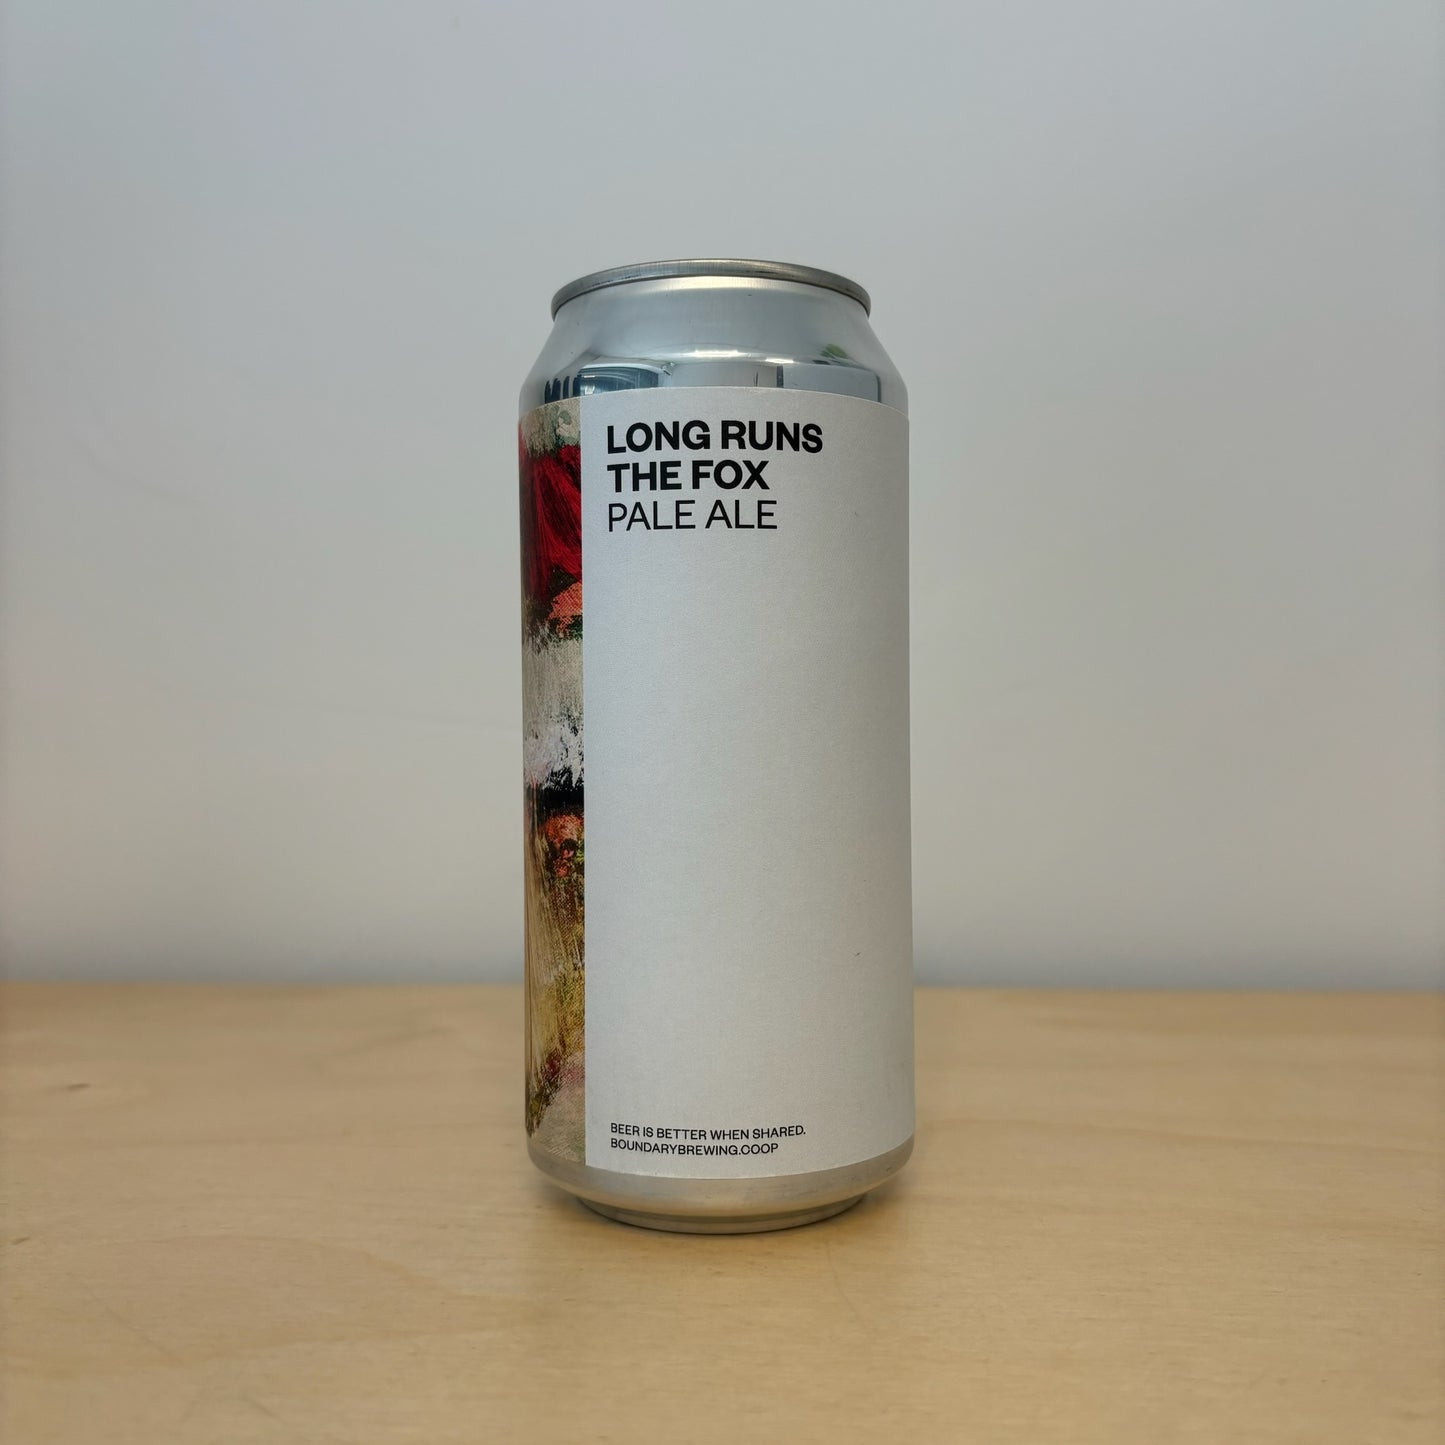 LONG RUNS
THE FOX
PALE ALE
BEER IS BETTER WHEN SHARED.
BOUNDARYBREWING.COOP